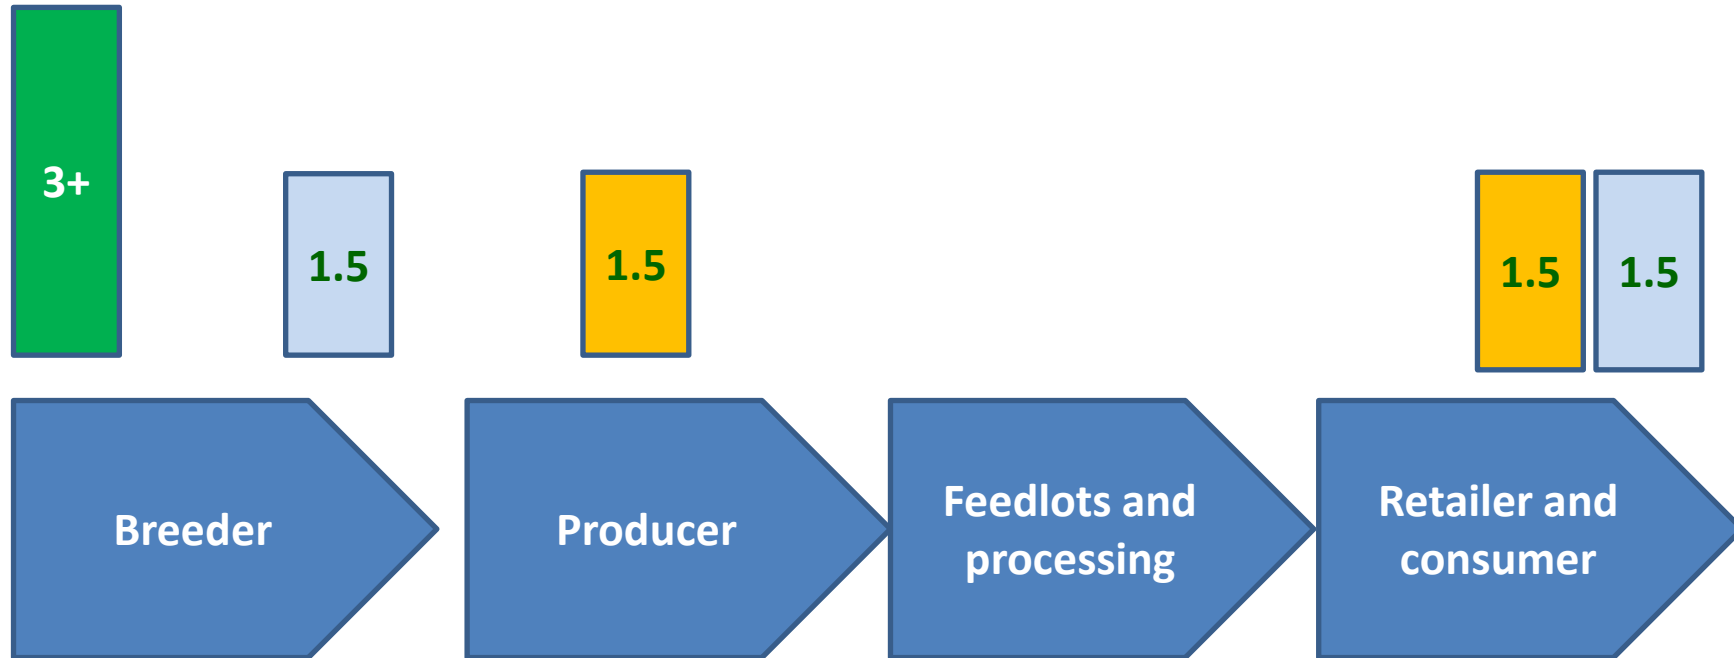 3+
1.5
1.5
1.5
1.5
Breeder
Producer
Feedlots and
processing
Retailer and
consumer